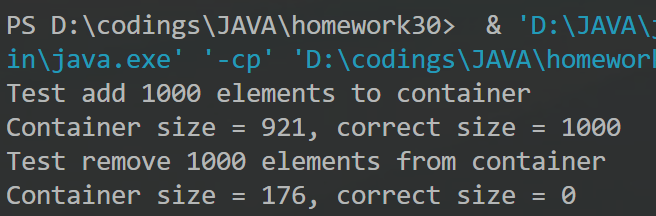 PS D:\codings\JAVA\homework30>  & 'D:\JAVA\
in\java.exe' '-cp' 'D:\codings\JAVA\homework
Test add 1000 elements to container
Container size = 921, correct size = 1000
Test remove 1000 elements from container
Container size = 176, correct size = 0